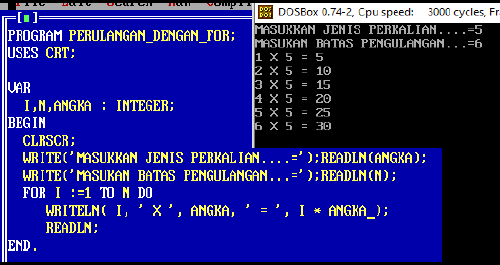 File Edit Search Run Compil
DOSBox 0.74-2, Cpu speed: 3000 cycles, Fra
PROGRAM PERULANGAN_DENGAN_FOR;
USES CRT;
VAR
I,N,ANGKA : INTEGER;
BEGIN
CLRSCR;
WRITE('MASUKKAN JENIS PERKALIAN....=');READLN(ANGKA);
WRITE('MASUKAN BATAS PENGULANGAN...=');READLN(N);
FOR I :=1 TO N DO
WRITELN( I, ' X ', ANGKA, ' = ', I * ANGKA_);
READLN;
END.
MASUKKAN JENIS PERKALIAN....=5
MASUKAN BATAS PENGULANGAN...=6
1 X 5 = 5
2 X 5 = 10
3 X 5 = 15
4 X 5 = 20
5 X 5 = 25
6 X 5 = 30